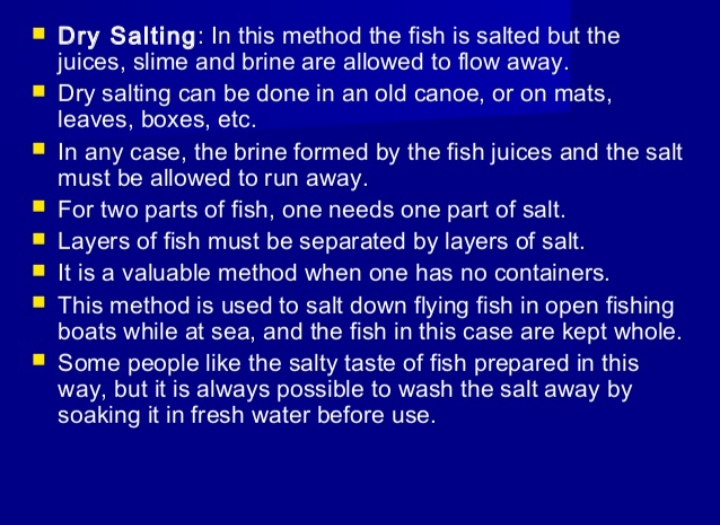 Dry Salting: In this method the fish is salted but the
juices, slime and brine are allowed to flow away.
Dry salting can be done in an old canoe, or on mats,
leaves, boxes, etc.
In any case, the brine formed by the fish juices and the salt
must be allowed to run away.
For two parts of fish, one needs one part of salt.
Layers of fish must be separated by layers of salt.
It is a valuable method when one has no containers.
This method is used to salt down flying fish in open fishing
boats while at sea, and the fish in this case are kept whole.
Some people like the salty taste of fish prepared in this
way, but it is always possible to wash the salt away by
soaking it in fresh water before use.